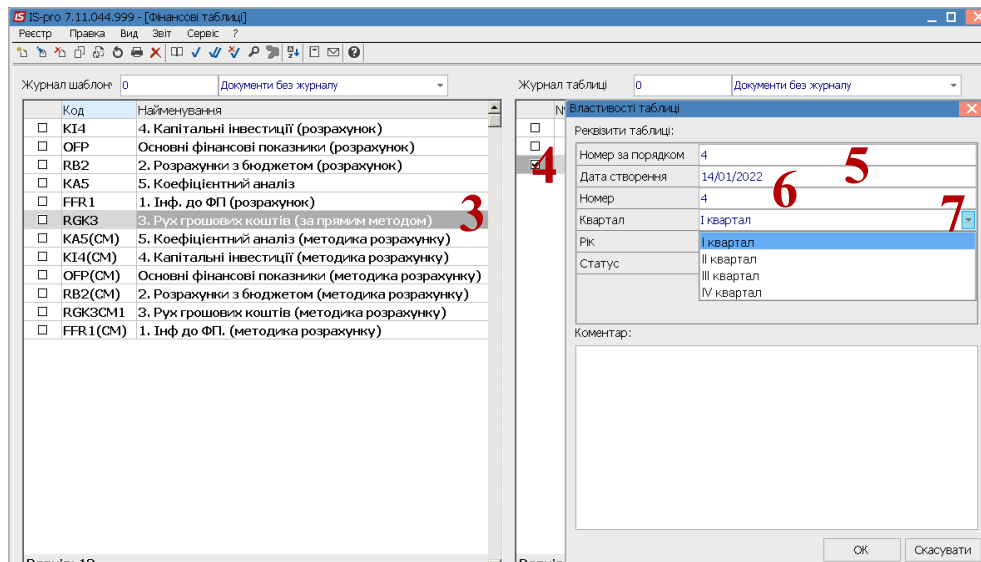 IS-pro 7.11.044.999 - [Фінансові таблиці]
Реєстр Правка Вид Звіт Сервіс ?
Журнал шаблон 0 Документи без журналу
Код Найменування
KI4 4. Капітальні інвестиції (розрахунок)
OFP Основні фінансові показники (розрахунок)
RB2 2. Розрахунки з бюджетом (розрахунок)
KA5 5. Коефіцієнтний аналіз
FFR1 1. Інф. до ФП (розрахунок)
RGK3 3. Рух грошових коштів (за прямим методом)
3
KA5(CM) 5. Коефіцієнтний аналіз (методика розрахунку)
KI4(CM) 4. Капітальні інвестиції (методика розрахунку)
OFP(CM) Основні фінансові показники (методика розрахунку)
RB2(CM) 2. Розрахунки з бюджетом (методика розрахунку)
RGK3CM1 3. Рух грошових коштів (методика розрахунку)
FFR1(CM) 1. Інф до ФП. (методика розрахунку)
Журнал таблиці 0 Документи без журналу
4
Властивості таблиці
Реквізити таблиці:
Номер за порядком 4
5
Дата створення 14/01/2022
6
Номер 4
Квартал I квартал
7
Рік
I квартал
II квартал
Статус
III квартал
IV квартал
Коментар:
OK Скасувати